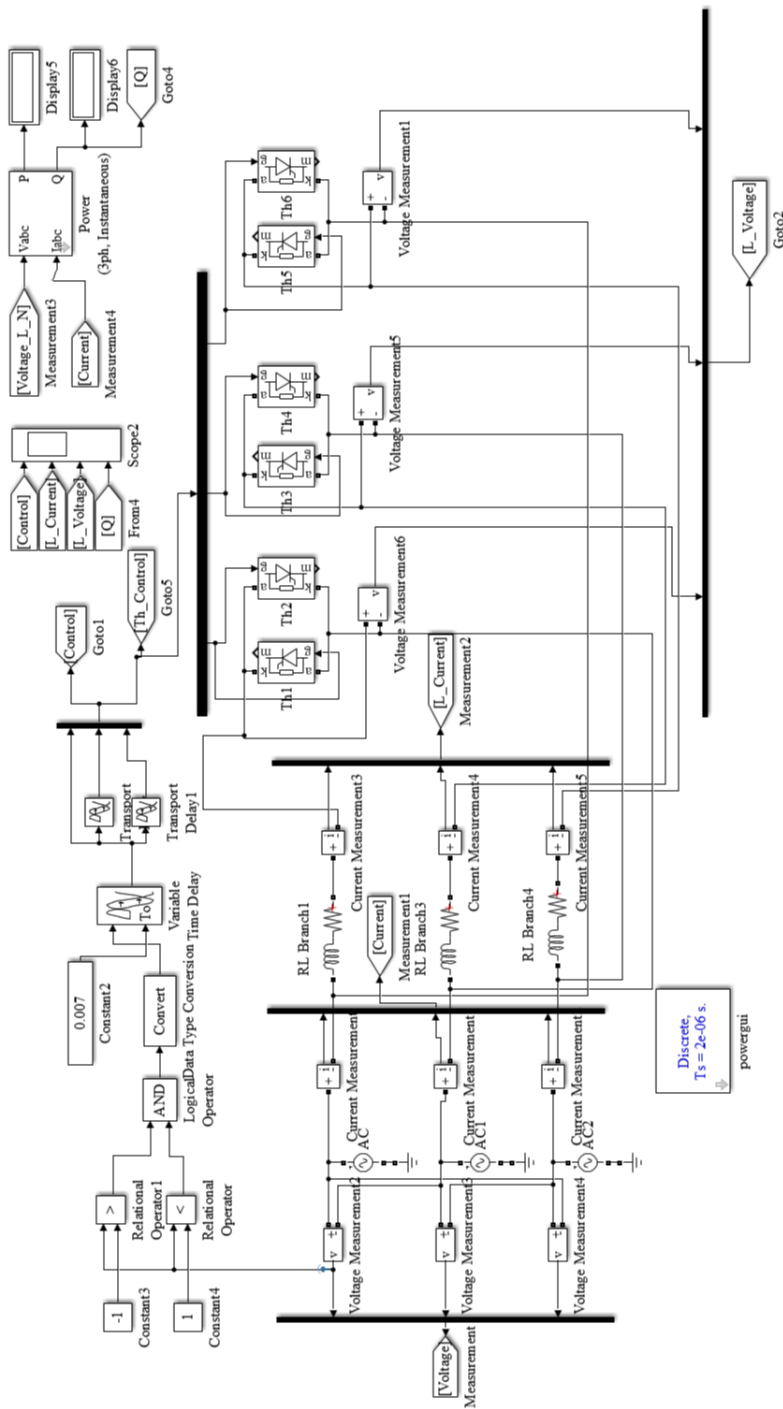 -1
Constant3
1
Constant4
>
Relational
Operator1
<
Relational
Operator
AND
Logical
Operator
Convert
Data Type Conversion
0.007
Constant2
To
Variable
Time Delay
Transport
Transport
Delay1
[Control]
Goto1
[Th_Control]
Goto5
[Control]
[L_Current]
[L_Voltage]
[Q]
From4
Scope2
[Voltage_L_N]
Measurement3
[Current]
Measurement4
Vabc
Iabc
P
Q
Power
(3ph, Instantaneous)
Display5
Display6
[Q]
Goto4
g m
a k
Th1
g m
a k
Th2
g m
a k
Th3
g m
a k
Th4
g m
a k
Th5
g m
a k
Th6
+ v
-
Voltage Measurement6
+ v
-
Voltage Measurement5
+ v
-
Voltage Measurement1
[Voltage]
Measurement
v + -
Voltage Measurement2
v + -
Voltage Measurement3
v + -
Voltage Measurement4
AC
AC1
AC2
+ i
-
Current Measurement
+ i
-
Current Measurement
+ i
-
Current Measurement
[Current]
Measurement1
RL Branch1
RL Branch3
RL Branch4
+ i
-
Current Measurement3
+ i
-
Current Measurement4
+ i
-
Current Measurement5
[L_Current]
Measurement2
[L_Voltage]
Goto2
Discrete,
Ts = 2e-06 s.
powergui